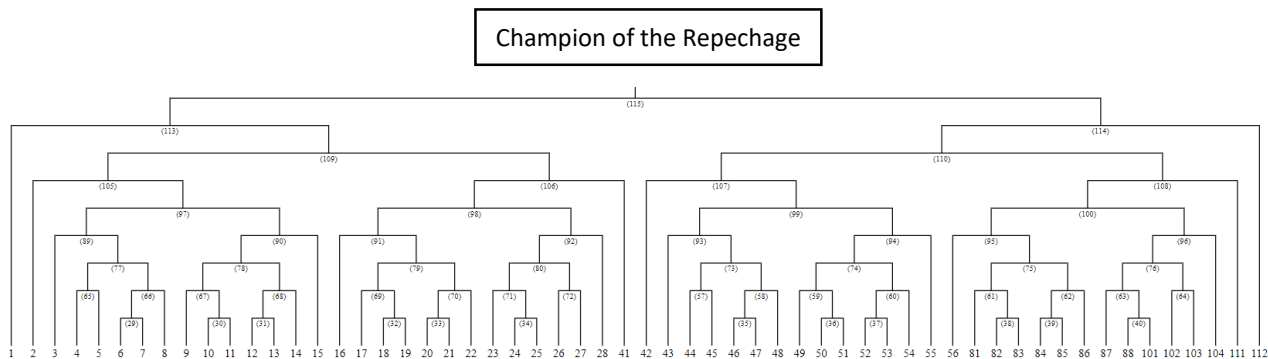 Champion of the Repechage
(115)
(113) (114)
(109) (110)
(105) (106) (107) (108)
(97) (98) (99) (100)
(89) (90) (91) (92) (93) (94) (95) (96)
(77) (78) (79) (80) (73) (74) (75) (76)
(65) (66) (67) (68) (69) (70) (71) (72) (57) (58) (59) (60) (61) (62) (63) (64)
(29) (30) (31) (32) (33) (34) (35) (36) (37) (38) (39) (40)
1 2 3 4 5 6 7 8 9 10 11 12 13 14 15 16 17 18 19 20 21 22 23 24 25 26 27 28 41 42 43 44 45 46 47 48 49 50 51 52 53 54 55 56 81 82 83 84 85 86 87 88 101 102 103 104 111 112